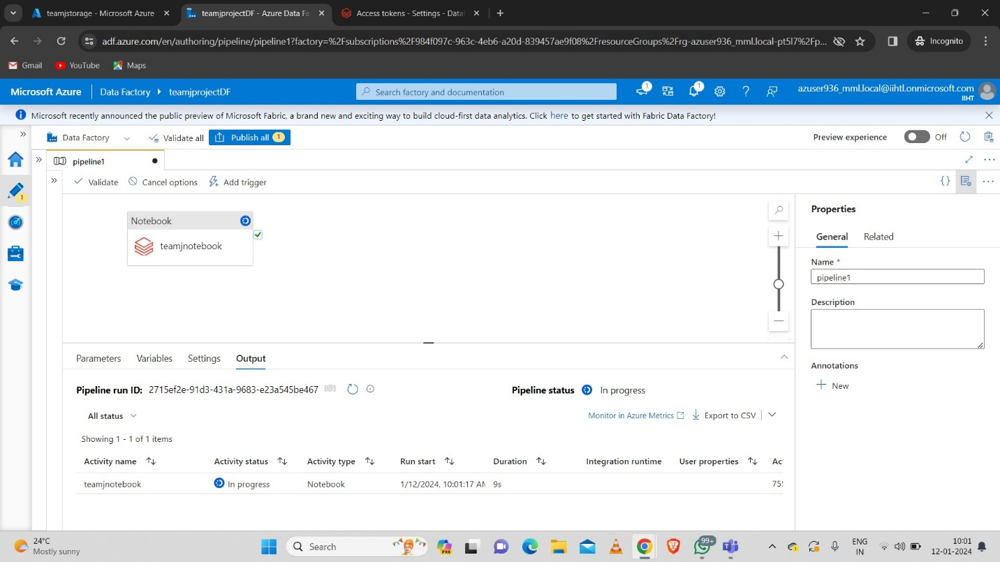 teamjstorage - Microsoft Azure
teamjprojectDF - Azure Data Fa
Access tokens - Settings - Data
adf.azure.com/en/authoring/pipeline/pipeline1?factory=%2Fsubscriptions%2F984f097c-963c-4eb6-a20d-839457ae9f08%2FresourceGroups%2Frg-azuser936_mml.local-pt5l7%2Fp...
Incognito
Gmail YouTube Maps
Microsoft Azure Data Factory teamjprojectDF Search factory and documentation 1 1 azuser936_mml.local@iihtl.onmicrosoft.com
IIHT
Microsoft recently announced the public preview of Microsoft Fabric, a brand new and exciting way to build cloud-first data analytics. Click here to get started with Fabric Data Factory!
Data Factory Validate all Publish all 1 Preview experience Off
pipeline1
1
Validate Cancel options Add trigger
Notebook
teamjnotebook
Properties
General Related
Name *
pipeline1
Description
Annotations
New
Parameters Variables Settings Output
Pipeline run ID: 2715ef2e-91d3-431a-9683-e23a545be467 Pipeline status In progress
All status Monitor in Azure Metrics Export to CSV
Showing 1 - 1 of 1 items
Activity name Activity status Activity type Run start Duration Integration runtime User properties Ac
teamjnotebook In progress Notebook 1/12/2024, 10:01:17 AM 9s 75
24°C
Mostly sunny
Search
PRE
99+
ENG
IN
10:01
12-01-2024